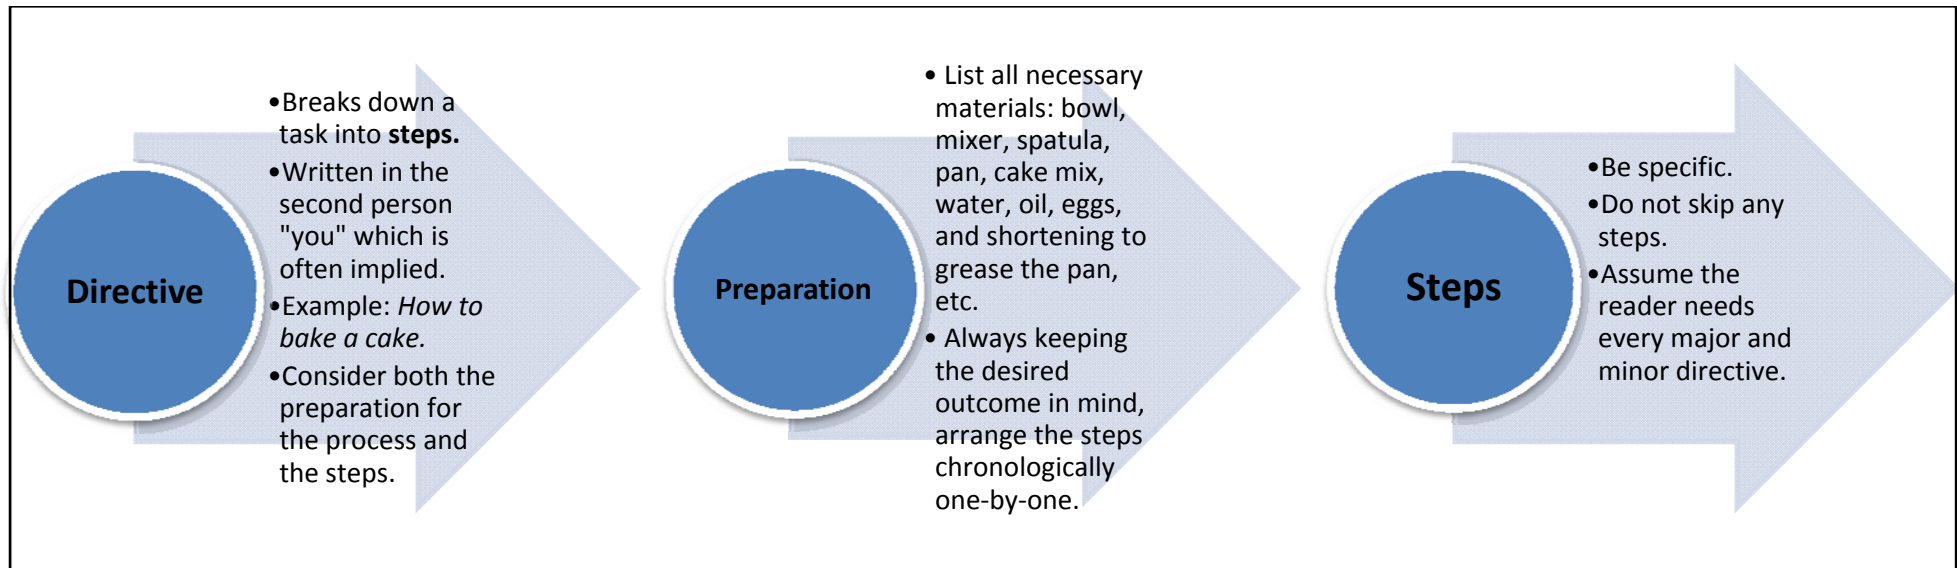 Directive
•Breaks down a
task into steps.
•Written in the
second person
"you" which is
often implied.
•Example: How to
bake a cake.
•Consider both the
preparation for
the process and
the steps.
Preparation
• List all necessary
materials: bowl,
mixer, spatula,
pan, cake mix,
water, oil, eggs,
and shortening to
grease the pan,
etc.
• Always keeping
the desired
outcome in mind,
arrange the steps
chronologically
one-by-one.
Steps
•Be specific.
•Do not skip any
steps.
•Assume the
reader needs
every major and
minor directive.